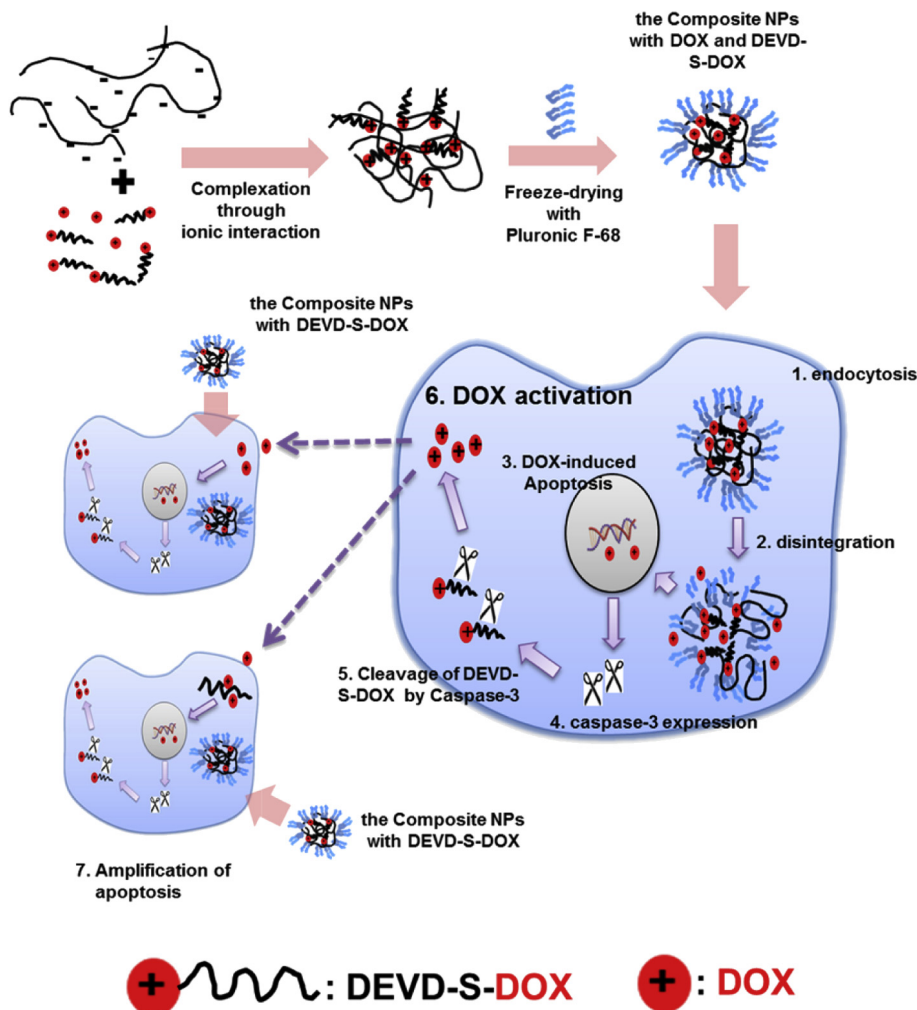 the Composite NPs
with DOX and DEVD-
S-DOX
Complexation
through
ionic interaction
Freeze-drying
with
Pluronic F-68
the Composite NPs
with DEVD-S-DOX
1. endocytosis
6. DOX activation
3. DOX-induced
Apoptosis
2. disintegration
5. Cleavage of DEVD-
S-DOX by Caspase-3
4. caspase-3 expression
the Composite NPs
with DEVD-S-DOX
7. Amplification of
apoptosis
: DEVD-S-DOX
: DOX